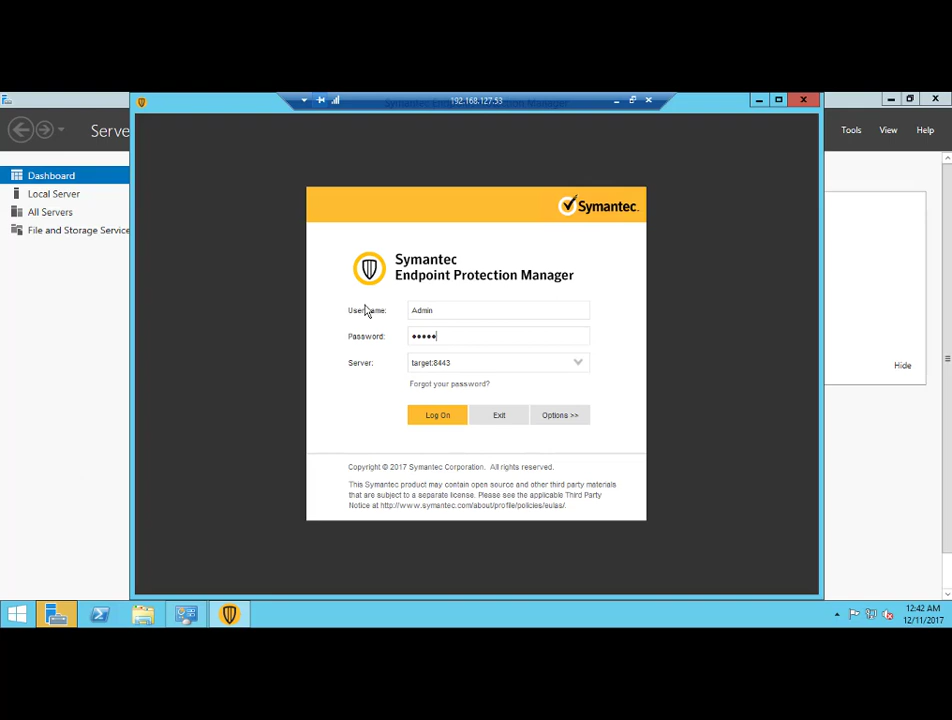 192.168.127.53
Serve
Tools View Help
Dashboard
Local Server
All Servers
File and Storage Service
Hide
Symantec.
Symantec
Endpoint Protection Manager
Username: Admin
Password: •••••
Server: target:8443
Forgot your password?
Log On Exit Options >>
Copyright © 2017 Symantec Corporation. All rights reserved.
This Symantec product may contain open source and other third party materials
that are subject to a separate license. Please see the applicable Third Party
Notice at http://www.symantec.com/about/profile/policies/eulas/.
12:42 AM
12/11/2017